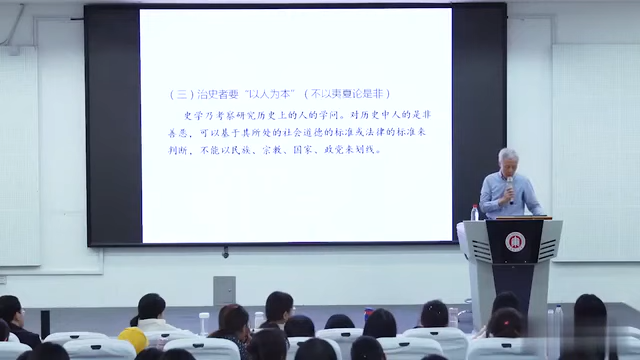 （三）治史者要“以人为本”（不以夷夏论是非）
史学乃考察研究历史上的人的学问。对历史中人的是非
善恶，可以基于其所处的社会道德的标准或法律的标准来
判断，不能以民族、宗教、国家、政党来划线。